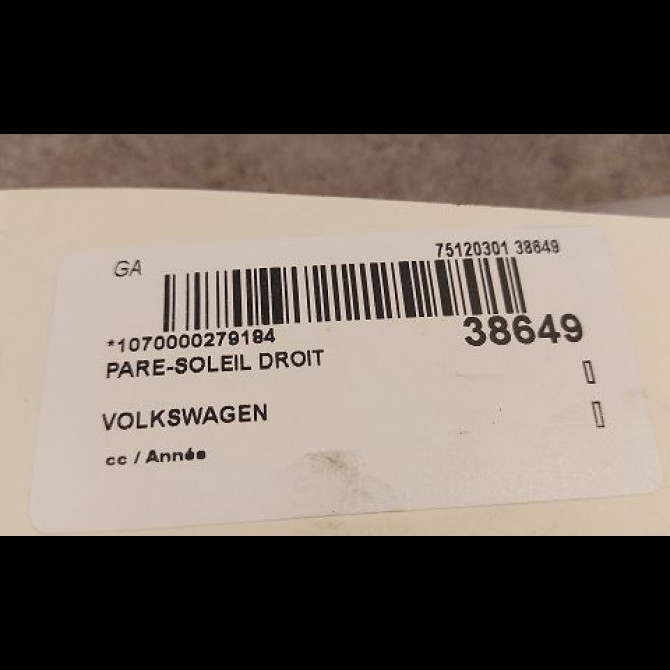 GA
75120301 38649
*1070000279184
38649
PARE-SOLEIL DROIT
VOLKSWAGEN
cc / Année